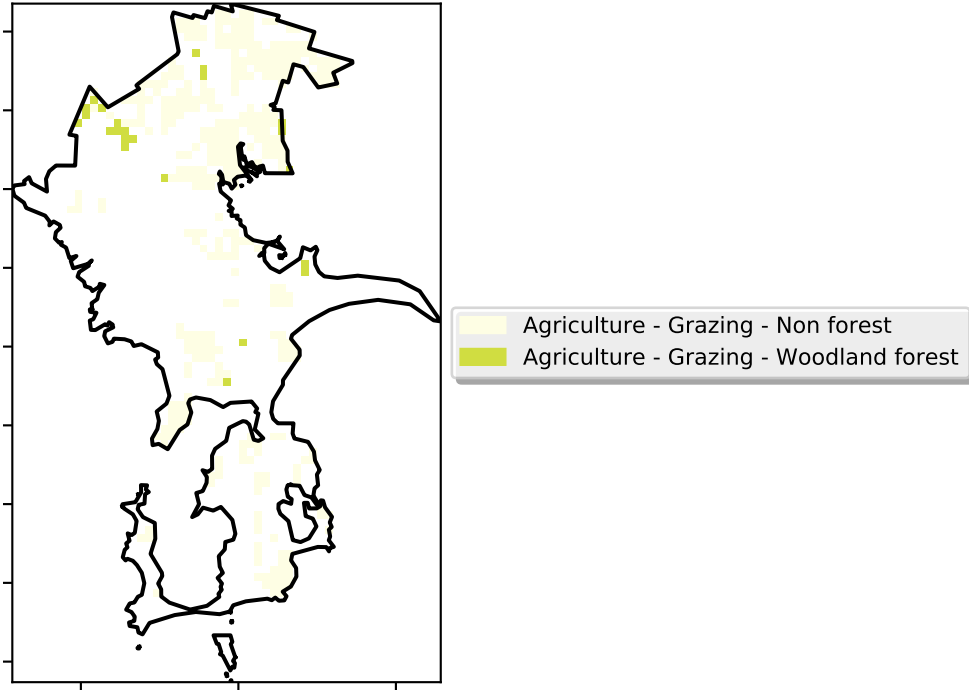 Agriculture - Grazing - Non forest
Agriculture - Grazing - Woodland forest